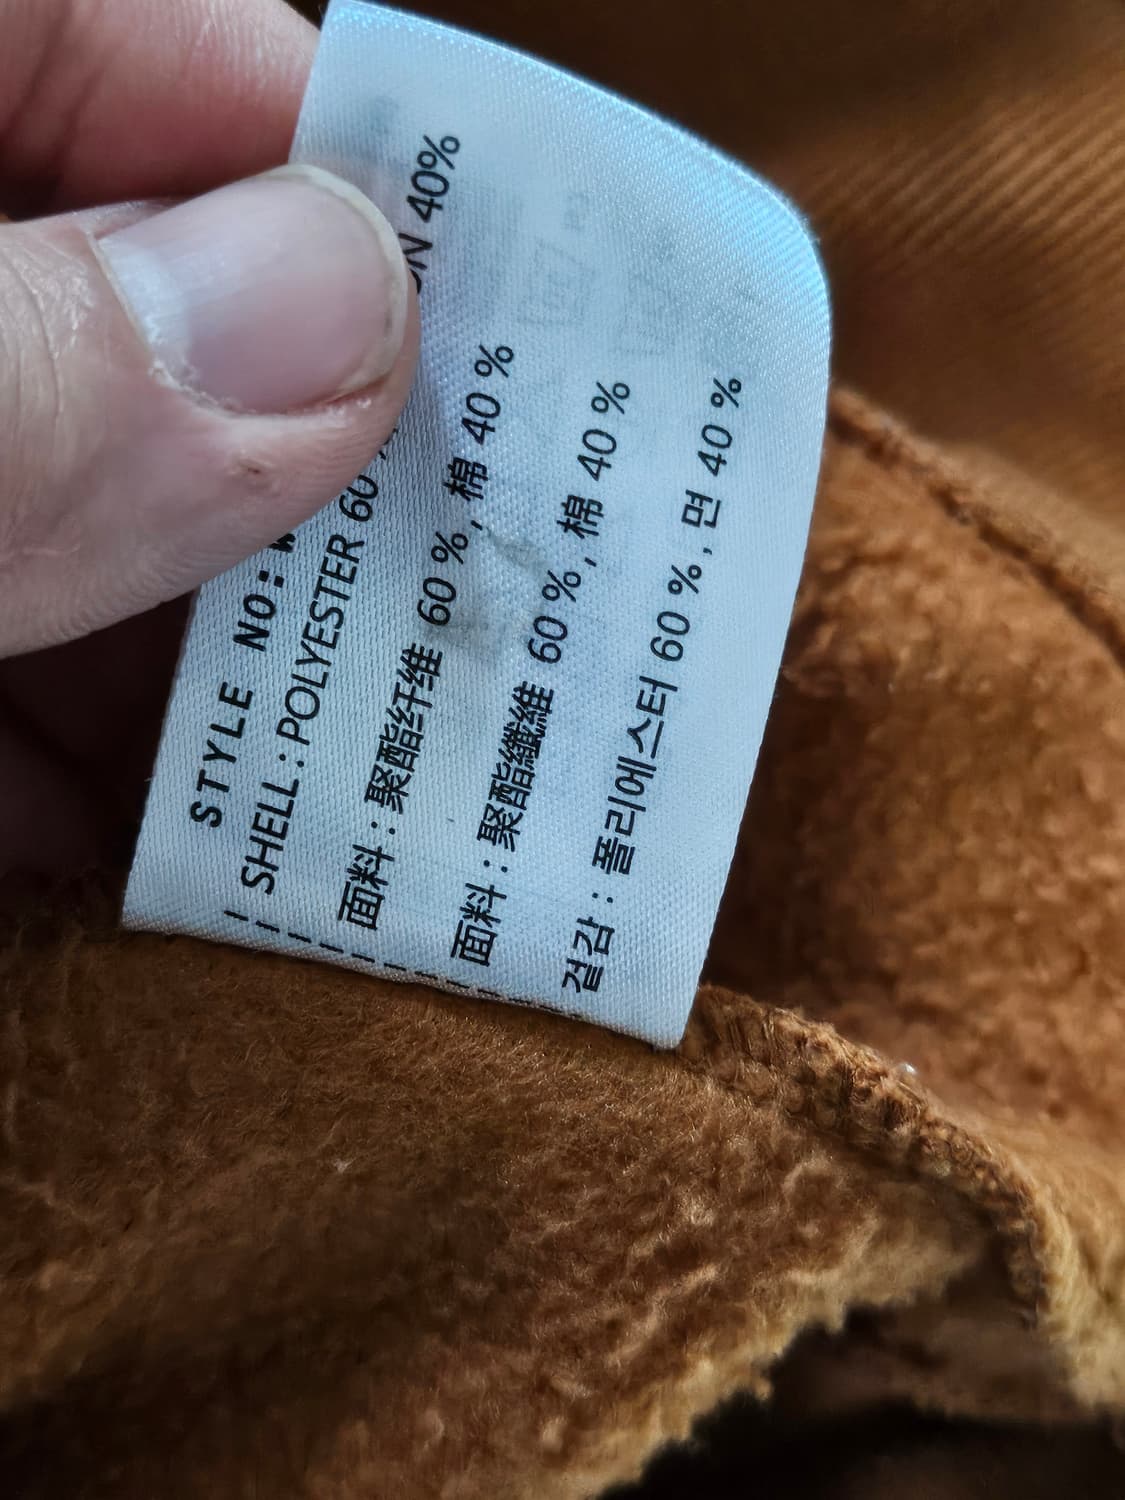 STYLE NO:
SHELL: POLYESTER 60 40%
面料: 聚酯纤维 60 %, 棉 40 %
面料: 聚酯纖維 60 %, 棉 40 %
겉감: 폴리에스터 60 %, 면 40 %